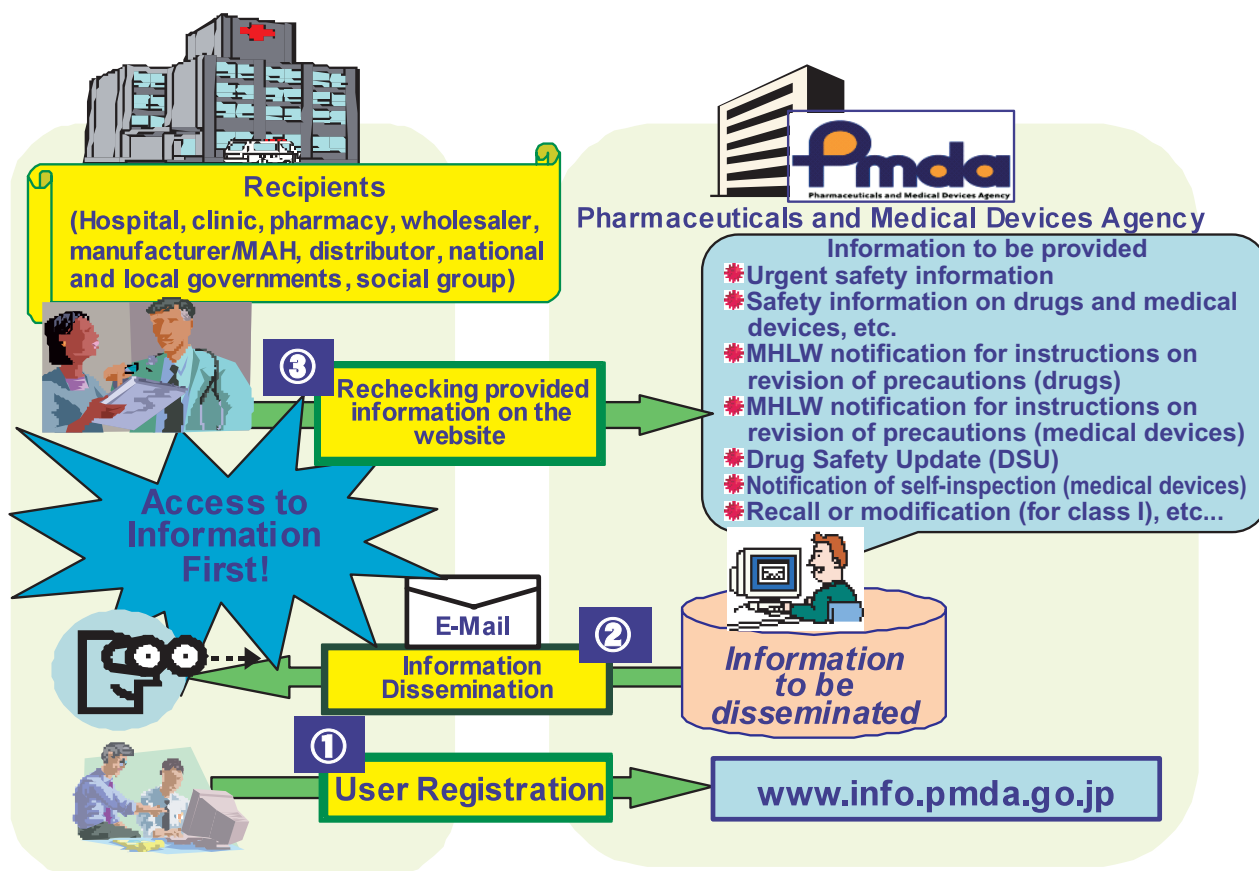 Recipients
(Hospital, clinic, pharmacy, wholesaler,
manufacturer/MAH, distributor, national
and local governments, social group)
Pmda
Pharmaceuticals and Medical Devices Agency
Pharmaceuticals and Medical Devices Agency
Information to be provided
Urgent safety information
Safety information on drugs and medical
devices, etc.
MHLW notification for instructions on
revision of precautions (drugs)
MHLW notification for instructions on
revision of precautions (medical devices)
Drug Safety Update (DSU)
Notification of self-inspection (medical devices)
Recall or modification (for class I), etc...
③
Rechecking provided
information on the
website
Access to
Information
First!
E-Mail
②
Information
Dissemination
Information
to be
disseminated
①
User Registration
www.info.pmda.go.jp